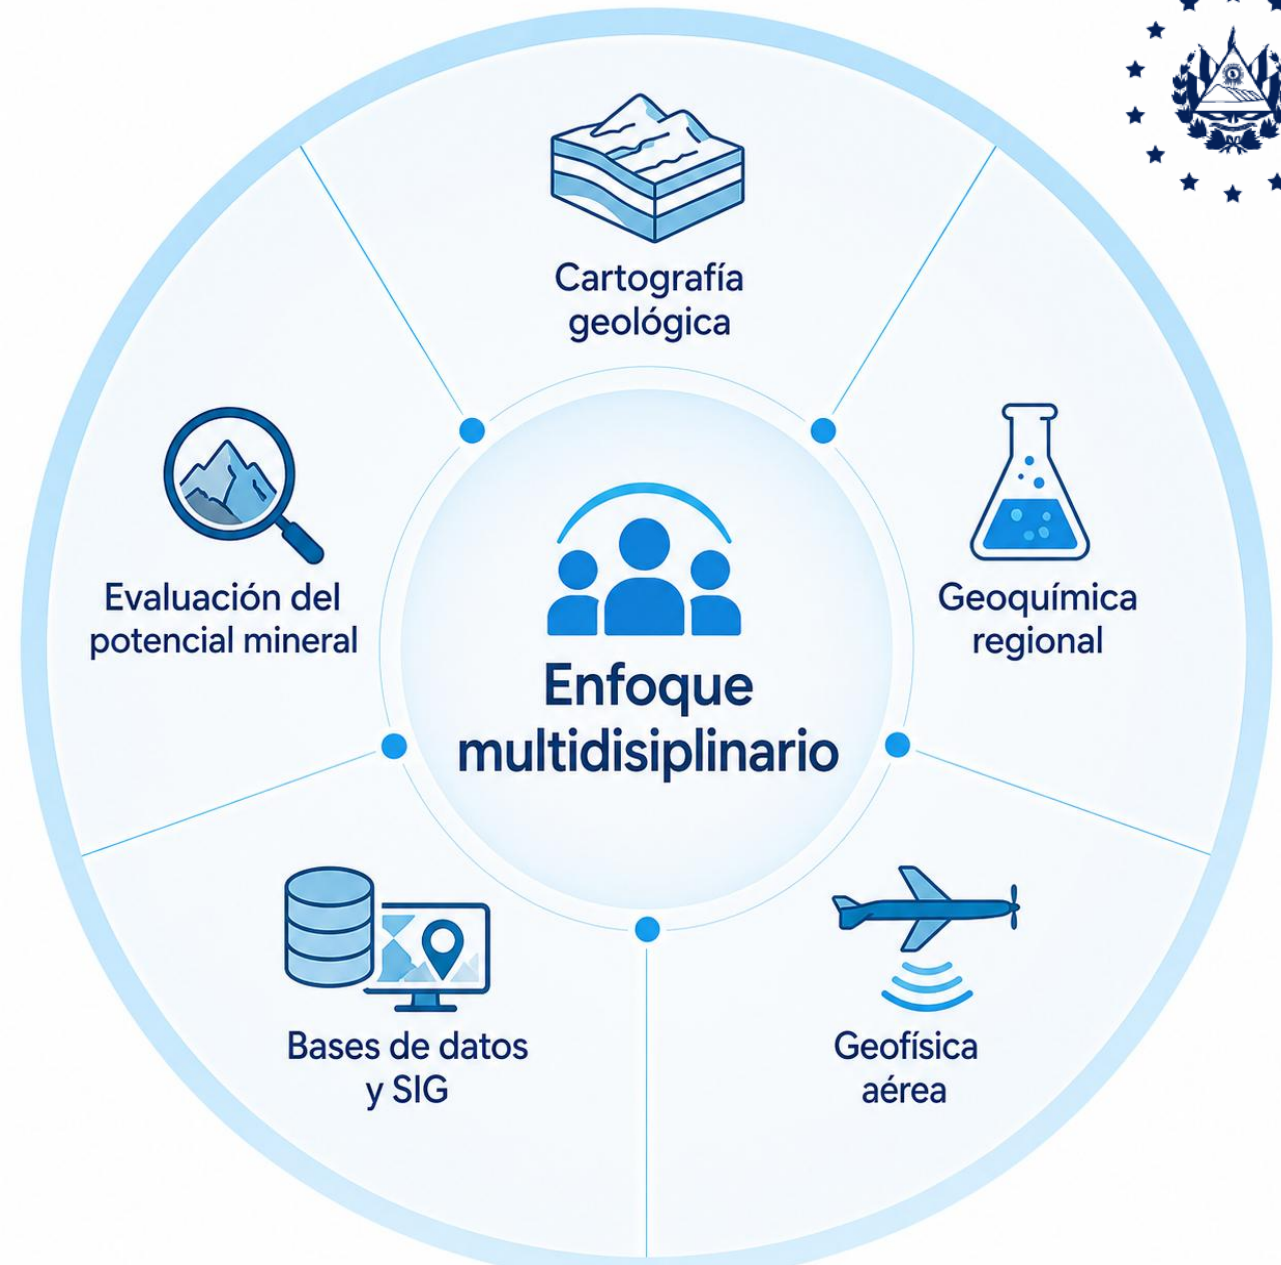 Cartografía
geológica
Evaluación del
potencial mineral
Geoquímica
regional
Enfoque
multidisiplinario
Bases de datos
y SIG
Geofísica
aérea